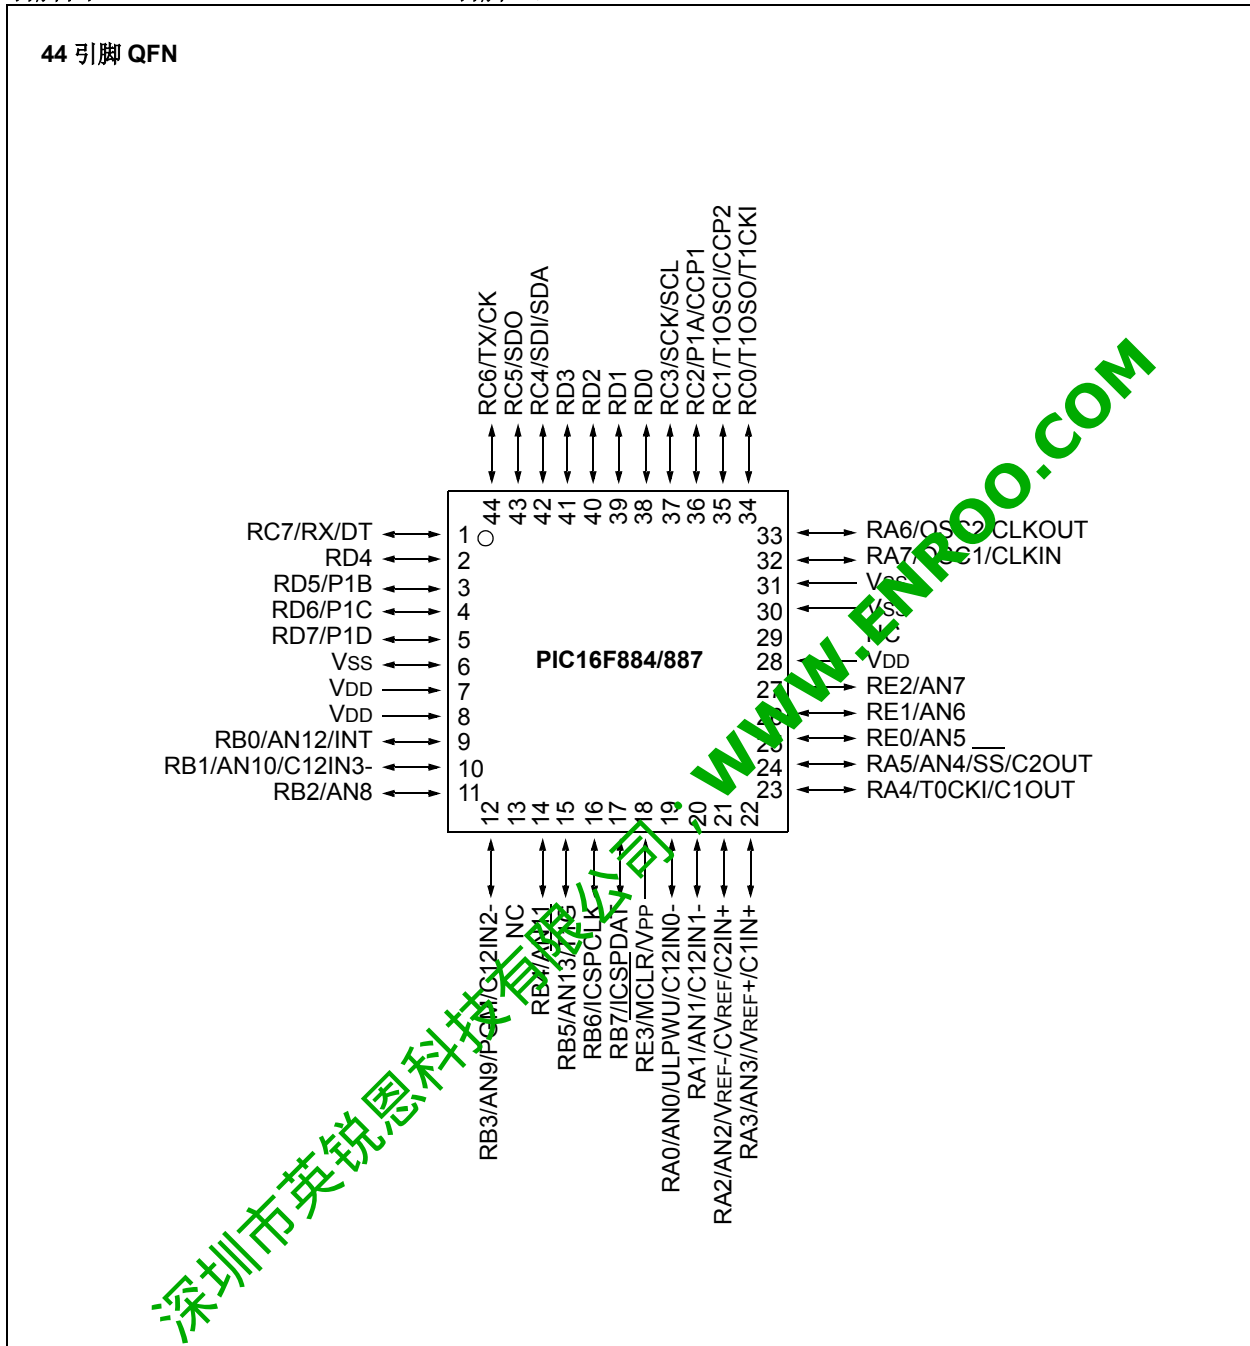 44 引脚 QFN
RC6/TX/CK
RC5/SDO
RC4/SDI/SDA
RD3
RD2
RD1
RD0
RC3/SCK/SCL
RC2/P1A/CCP1
RC1/T1OSCI/CCP2
RC0/T1OSO/T1CKI
44 43 42 41 40 39 38 37 36 35 34
RC7/RX/DT 1
RD4 2
RD5/P1B 3
RD6/P1C 4
RD7/P1D 5
VSS 6
VDD 7
VDD 8
RB0/AN12/INT 9
RB1/AN10/C12IN3- 10
RB2/AN8 11
PIC16F884/887
33 RA6/OSC2/CLKOUT
32 RA7/OSC1/CLKIN
31 VSS
30 VSS
29 NC
28 VDD
27 RE2/AN7
26 RE1/AN6
25 RE0/AN5
24 RA5/AN4/SS/C2OUT
23 RA4/T0CKI/C1OUT
12 13 14 15 16 17 18 19 20 21 22
RB3/AN9/PGM/C12IN2-
NC
RB4/AN11
RB5/AN13/T1G
RB6/ICSPCLK
RB7/ICSPDAT
RE3/MCLR/VPP
RA0/AN0/ULPWU/C12IN0-
RA1/AN1/C12IN1-
RA2/AN2/VREF-/CVREF/C2IN+
RA3/AN3//VREF+/C1IN+
深圳市英锐恩科技有限公司：WWW.ENROO.COM